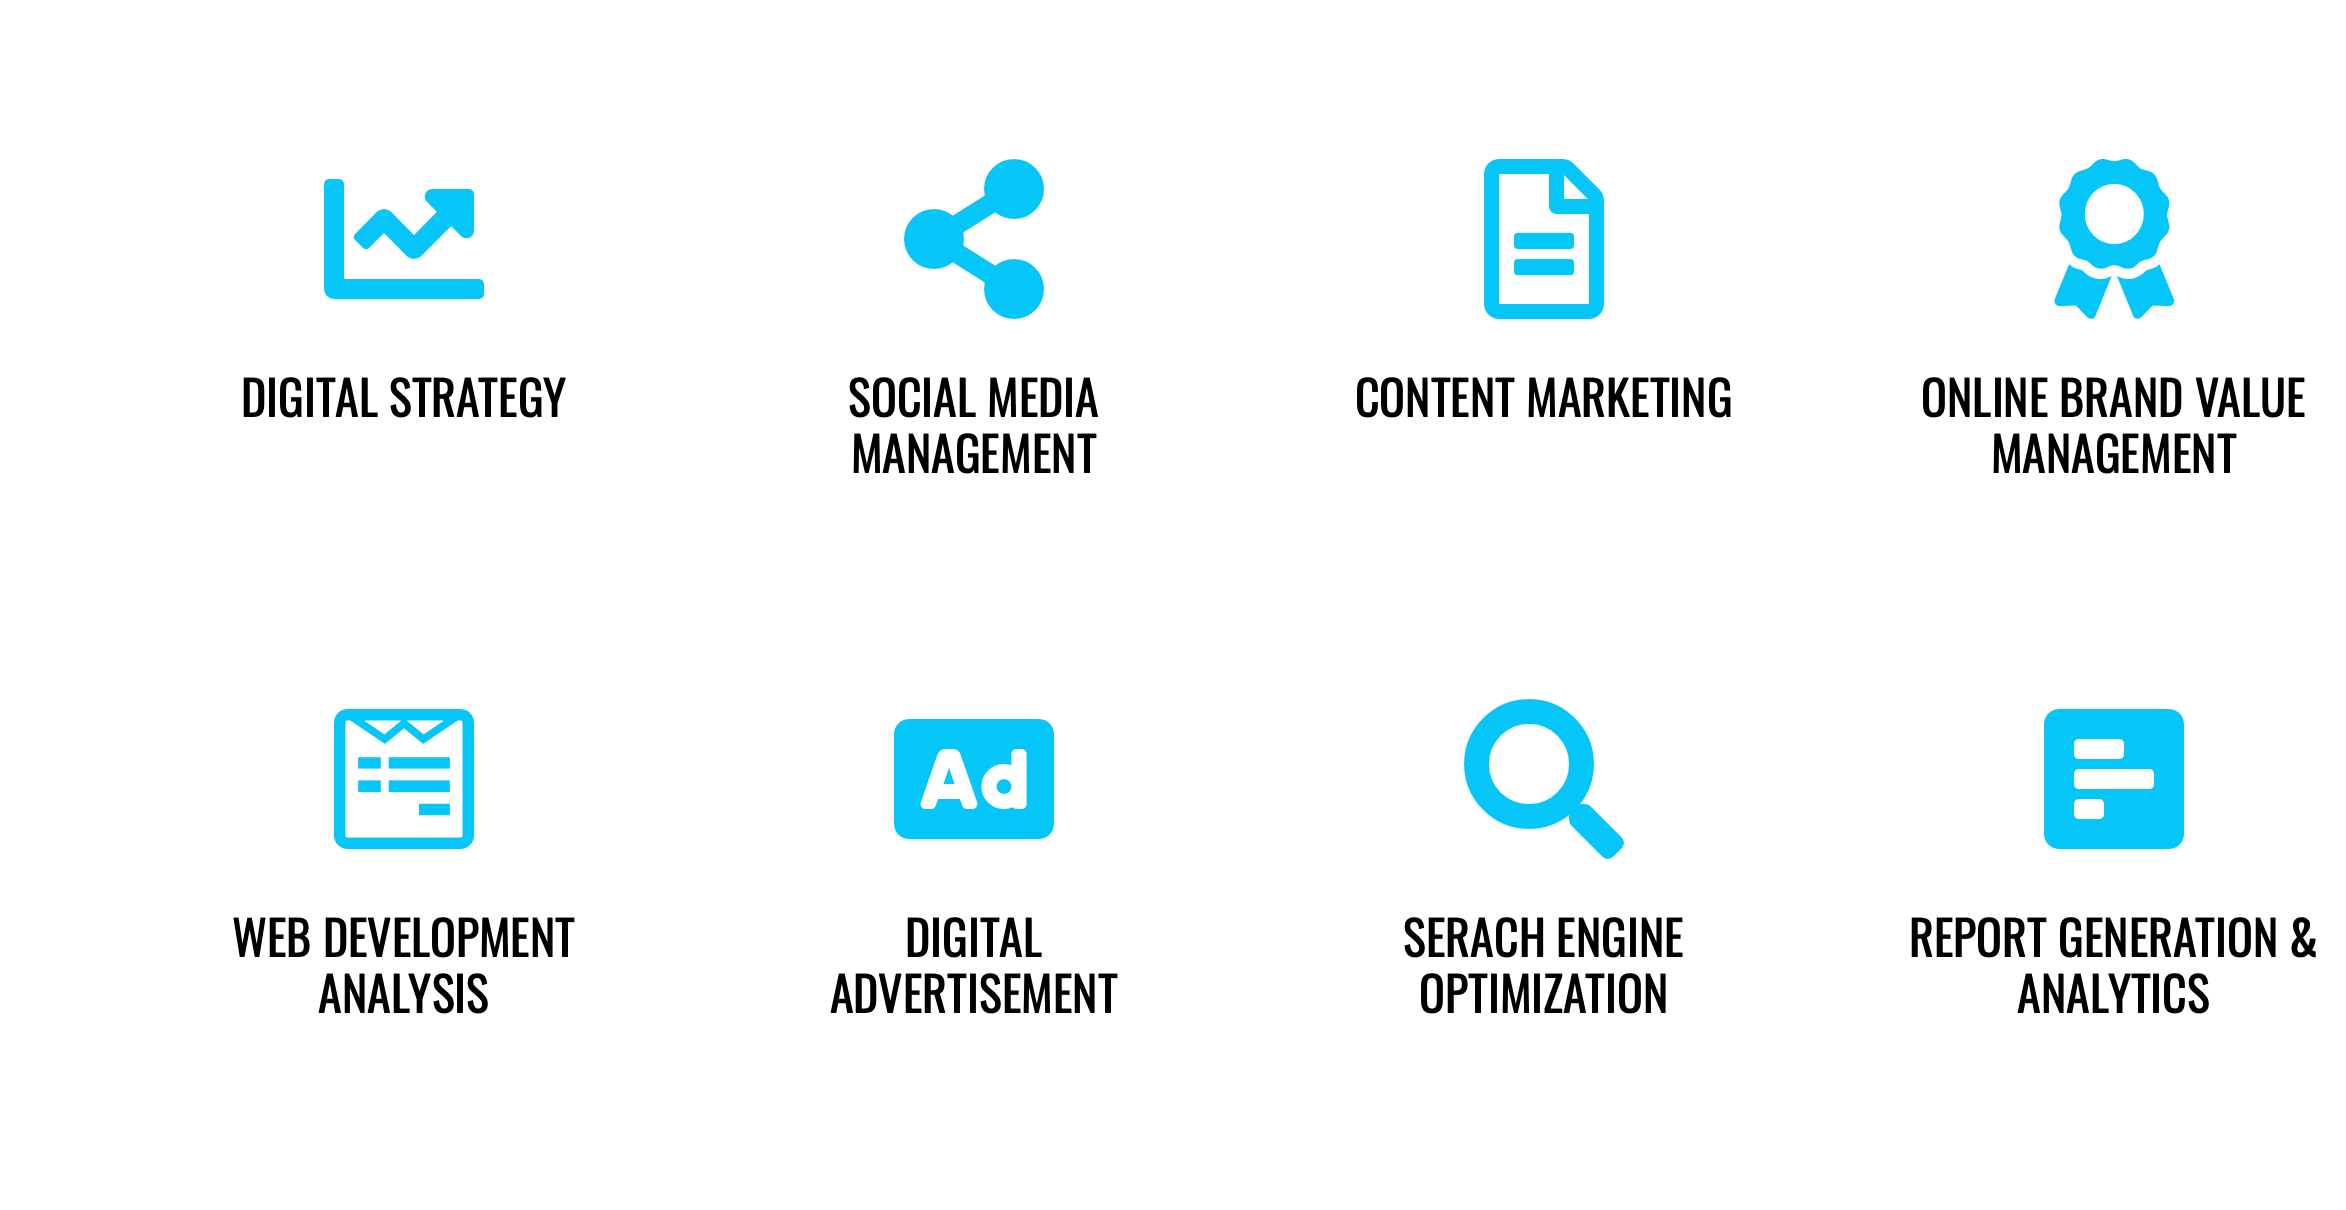 DIGITAL STRATEGY
SOCIAL MEDIA
MANAGEMENT
CONTENT MARKETING
ONLINE BRAND VALUE
MANAGEMENT
WEB DEVELOPMENT
ANALYSIS
Ad
DIGITAL
ADVERTISEMENT
SERACH ENGINE
OPTIMIZATION
REPORT GENERATION &
ANALYTICS